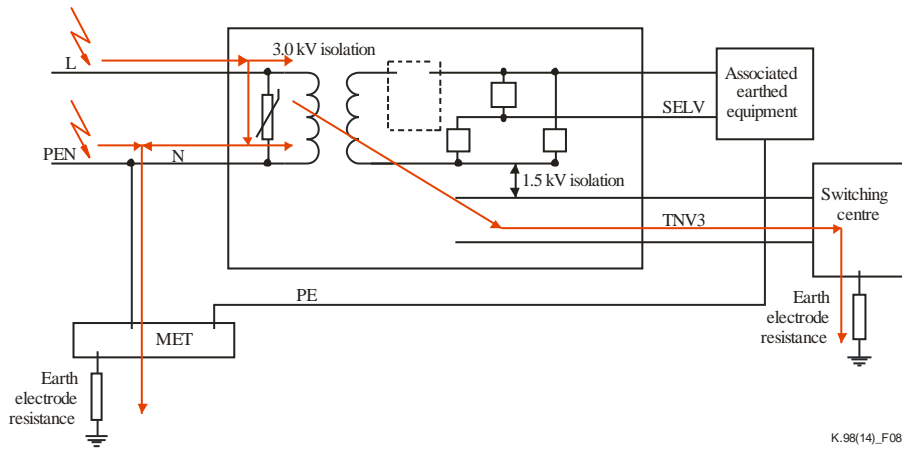 3.0 kV isolation
L
Associated
earthed
equipment
SELV
PEN
N
1.5 kV isolation
Switching
centre
TNV3
PE
Earth
electrode
resistance
MET
Earth
electrode
resistance
K.98(14)_F08